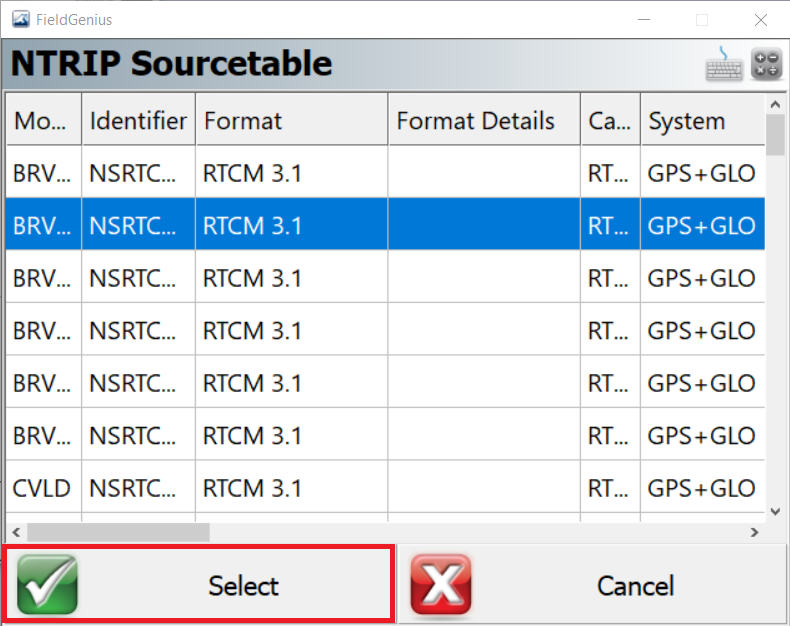 FieldGenius
NTRIP Sourcetable
Mo... Identifier Format Format Details Ca... System
BRV... NSRTC... RTCM 3.1 RT... GPS+GLO
BRV... NSRTC... RTCM 3.1 RT... GPS+GLO
BRV... NSRTC... RTCM 3.1 RT... GPS+GLO
BRV... NSRTC... RTCM 3.1 RT... GPS+GLO
BRV... NSRTC... RTCM 3.1 RT... GPS+GLO
BRV... NSRTC... RTCM 3.1 RT... GPS+GLO
CVLD NSRTC... RTCM 3.1 RT... GPS+GLO
Select Cancel